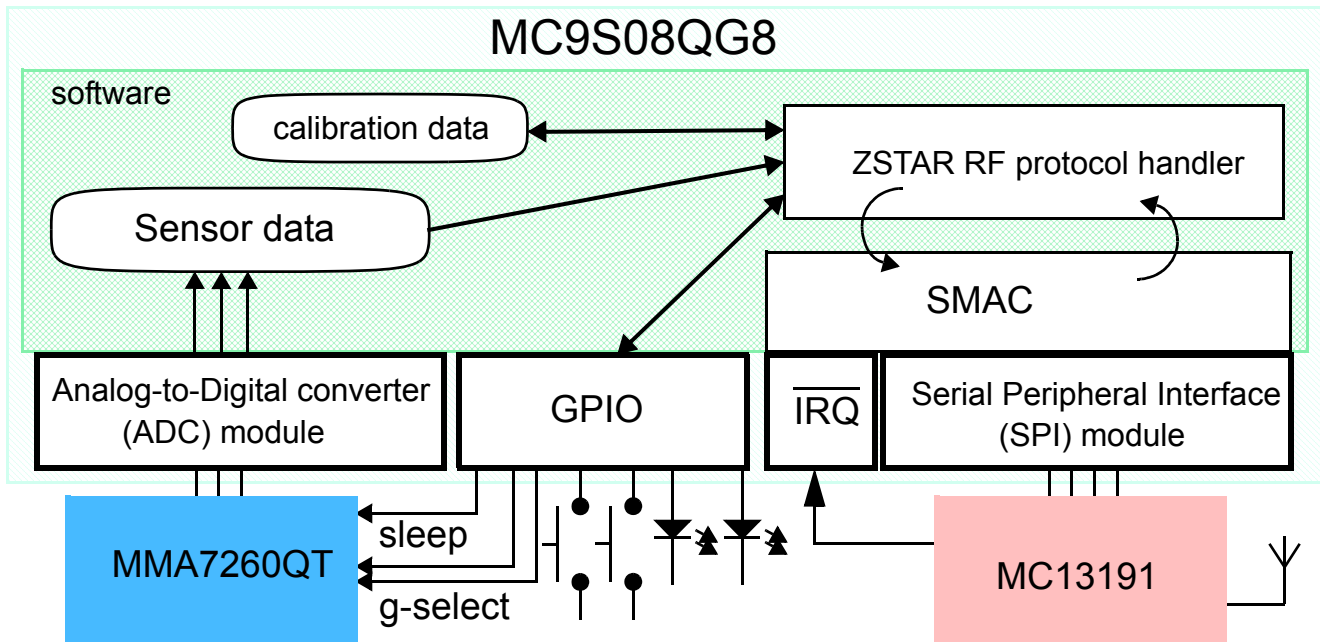 MC9S08QG8
software
calibration data
ZSTAR RF protocol handler
Sensor data
SMAC
Analog-to-Digital converter
(ADC) module
GPIO
IRQ
Serial Peripheral Interface
(SPI) module
sleep
MMA7260QT
g-select
MC13191